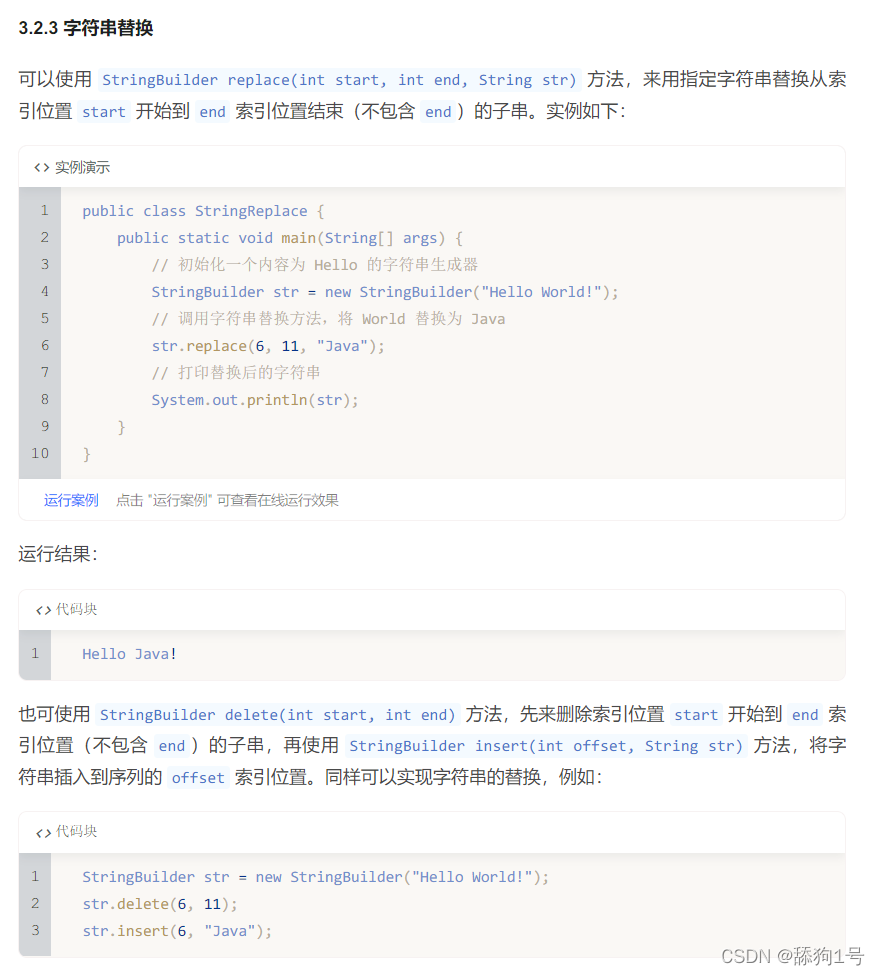 3.2.3 字符串替换
可以使用 StringBuilder replace(int start, int end, String str) 方法，来用指定字符串替换从索
引位置 start 开始到 end 索引位置结束（不包含 end ）的子串。实例如下：
<> 实例演示
1 public class StringReplace {
2 public static void main(String[] args) {
3 // 初始化一个内容为 Hello 的字符串生成器
4 StringBuilder str = new StringBuilder("Hello World!");
5 // 调用字符串替换方法，将 World 替换为 Java
6 str.replace(6, 11, "Java");
7 // 打印替换后的字符串
8 System.out.println(str);
9 }
10 }
运行案例 点击 "运行案例" 可查看在线运行效果
运行结果：
<> 代码块
1 Hello Java!
也可使用 StringBuilder delete(int start, int end) 方法，先来删除索引位置 start 开始到 end 索
引位置（不包含 end ）的子串，再使用 StringBuilder insert(int offset, String str) 方法，将字
符串插入到序列的 offset 索引位置。同样可以实现字符串的替换，例如：
<> 代码块
1 StringBuilder str = new StringBuilder("Hello World!");
2 str.delete(6, 11);
3 str.insert(6, "Java");
CSDN @舔狗1号